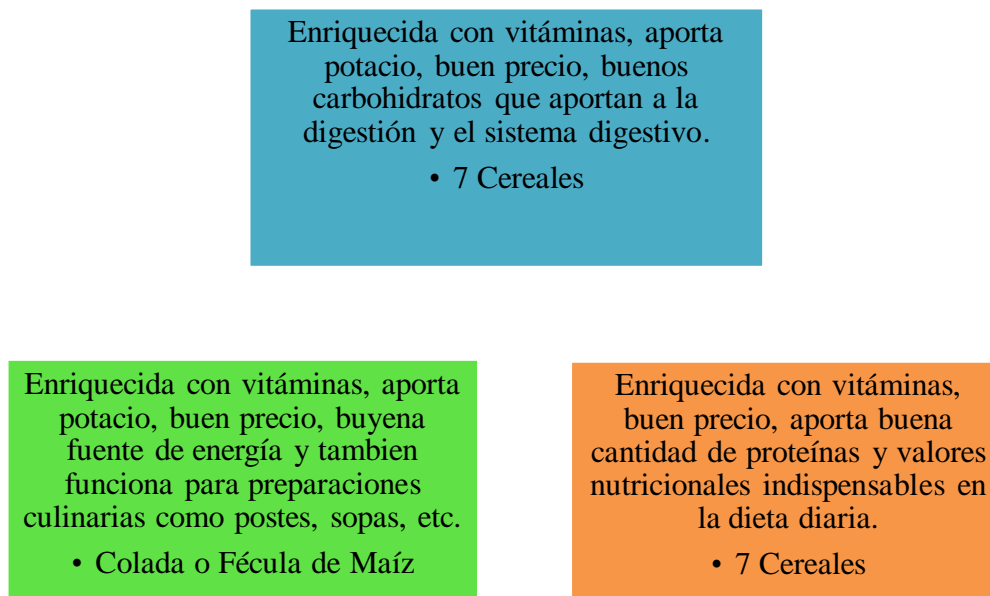 Enriquecida con vitáminas, aporta
potacio, buen precio, buenos
carbohidratos que aportan a la
digestión y el sistema digestivo.
• 7 Cereales
Enriquecida con vitáminas, aporta
potacio, buen precio, buyena
fuente de energía y tambien
funciona para preparaciones
culinarias como postes, sopas, etc.
• Colada o Fécula de Maíz
Enriquecida con vitáminas,
buen precio, aporta buena
cantidad de proteínas y valores
nutricionales indispensables en
la dieta diaria.
• 7 Cereales